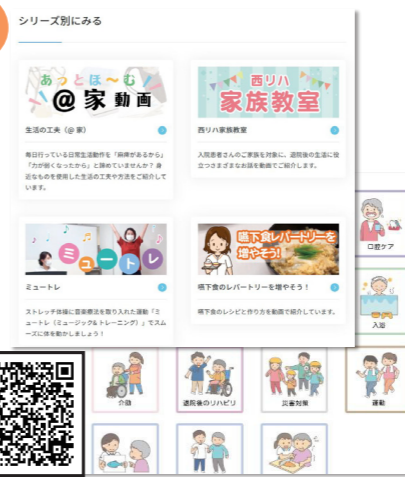 シリーズ別にみる
あっとほ～む
@家動画
生活の工夫（@家）
毎日行っている日常生活動作を「麻痺があるから」
「力が弱くなったから」と諦めていませんか？ 身
近なものを使用した生活の工夫や方法をご紹介して
います。
西リハ
家族教室
西リハ家族教室
入院患者さんのご家族を対象に、退院後の生活に役
立つさまざまなお話を動画でご紹介します。
ミュートレ
ミュートレ
ストレッチ体操に音楽療法を取り入れた運動「ミ
ュートレ（ミュージック&トレーニング）」でスム
ーズに体を動かしましょう！
嚥下食レパートリーを
増やそう!
嚥下食のレパートリーを増やそう！
嚥下食のレシピと作り方を動画で紹介しています。
口腔ケア
入浴
介助
退院後のリハビリ
災害対策
運動